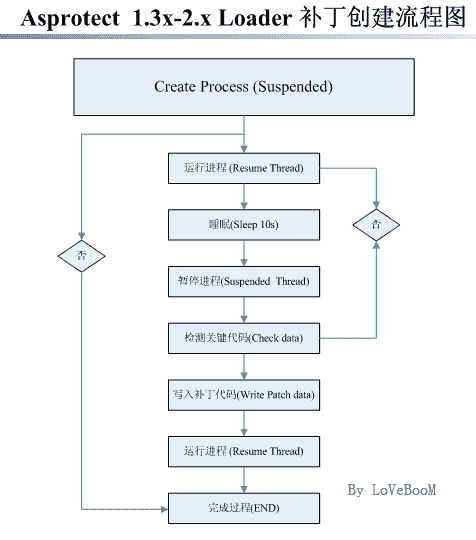 Asprotect 1.3x-2.x Loader 补丁创建流程图
Create Process (Suspended)
运行进程 (Resume Thread)
睡眠(Sleep 10s)
否
否
暂停进程(Suspended Thread)
检测关键代码(Check data)
写入补丁代码(Write Patch data)
运行进程 (Resume Thread)
By LoVeBooM
完成过程(END)